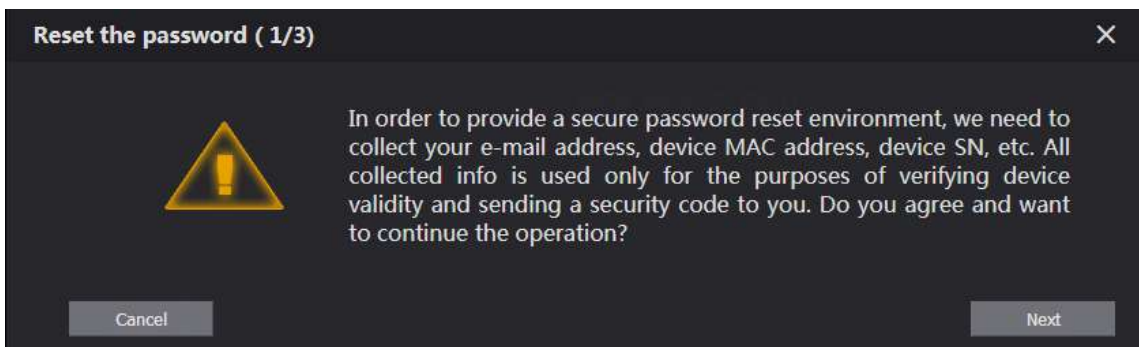 Reset the password ( 1/3)
In order to provide a secure password reset environment, we need to
collect your e-mail address, device MAC address, device SN, etc. All
collected info is used only for the purposes of verifying device
validity and sending a security code to you. Do you agree and want
to continue the operation?
Cancel
Next